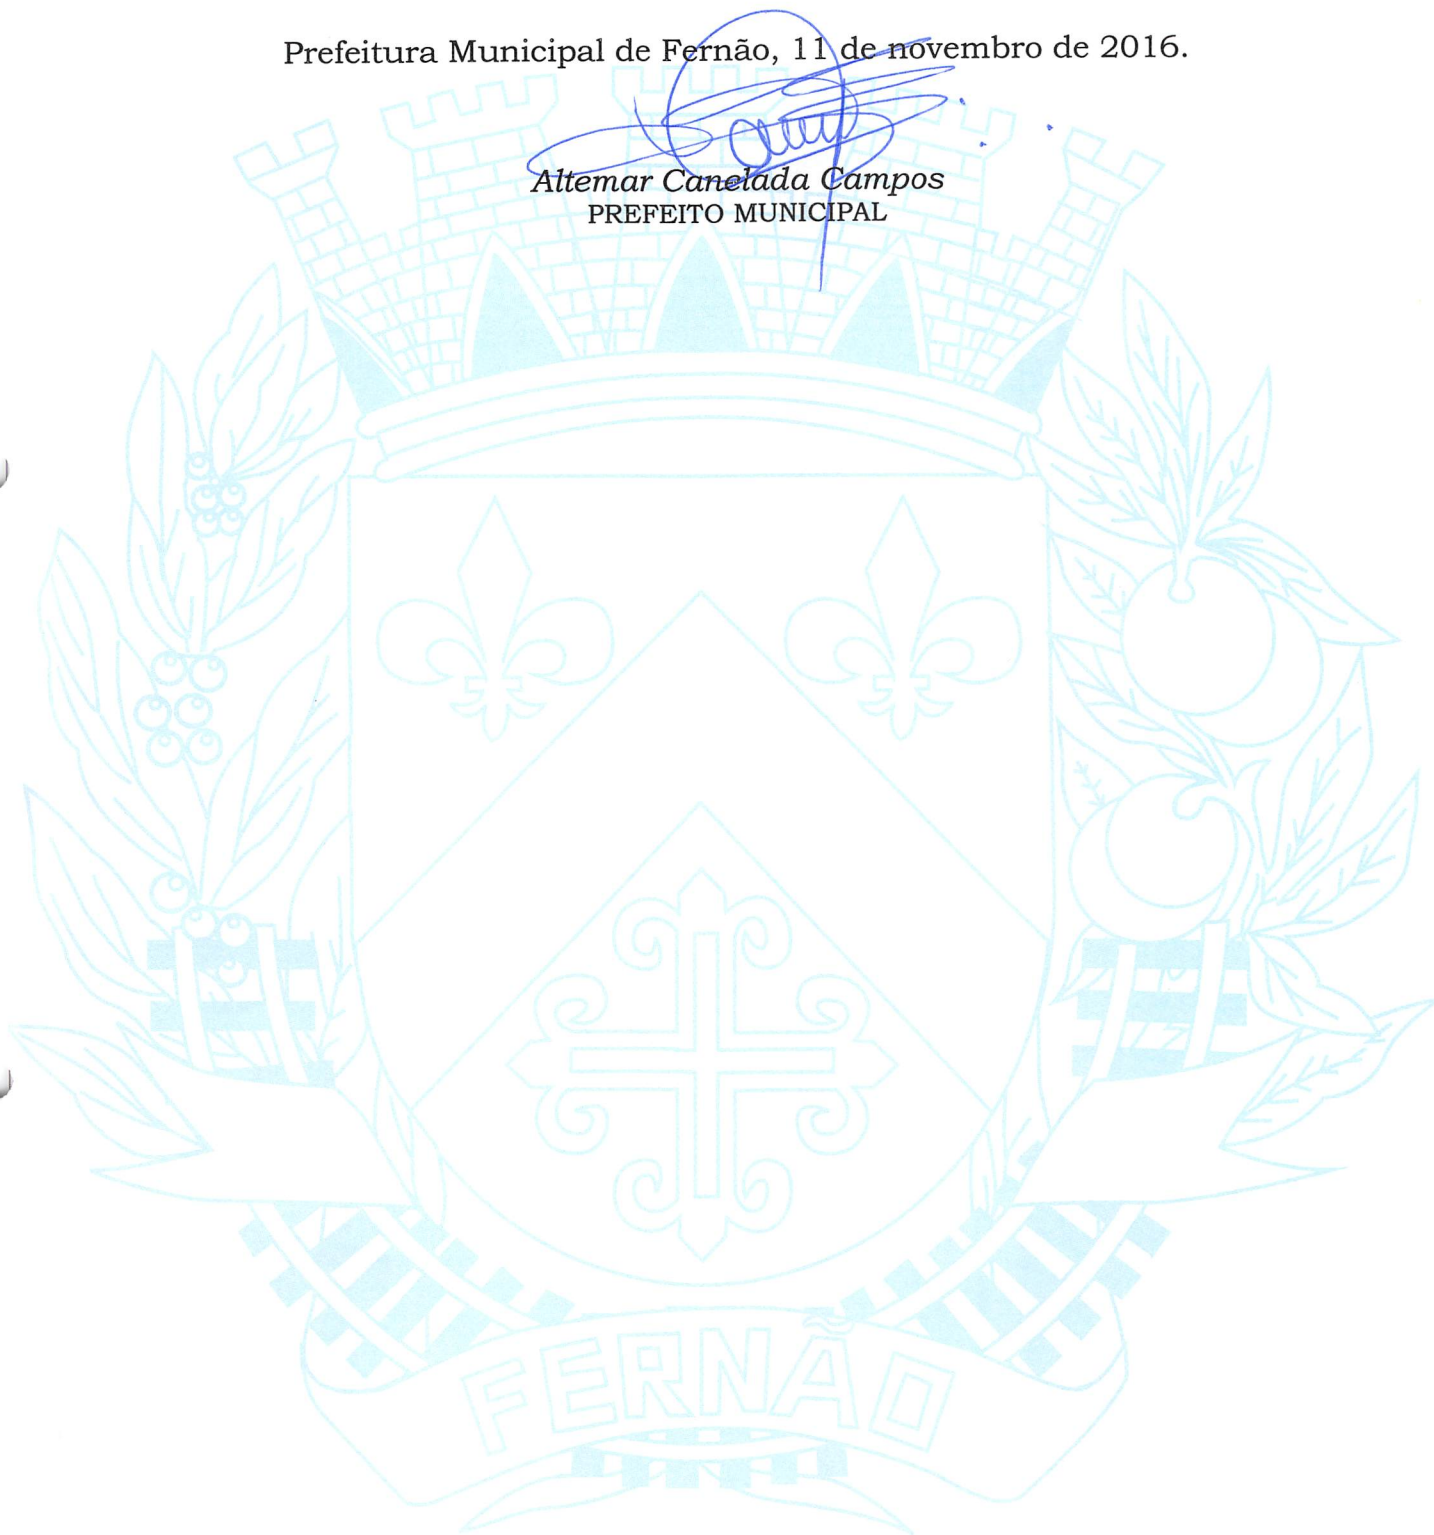 Prefeitura Municipal de Fernão, 11 de novembro de 2016.
Altemar Canelada Campos
PREFEITO MUNICIPAL
FERNÃO